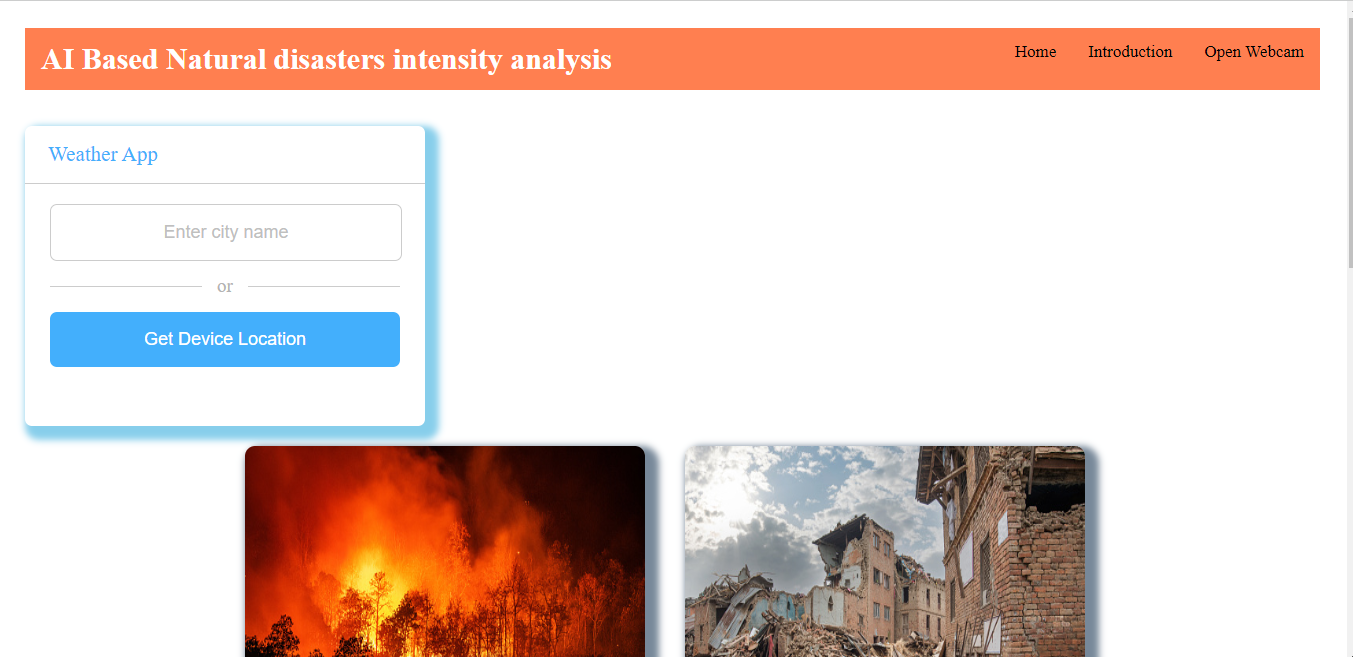 AI Based Natural disasters intensity analysis
Home Introduction Open Webcam
Weather App
Enter city name
or
Get Device Location